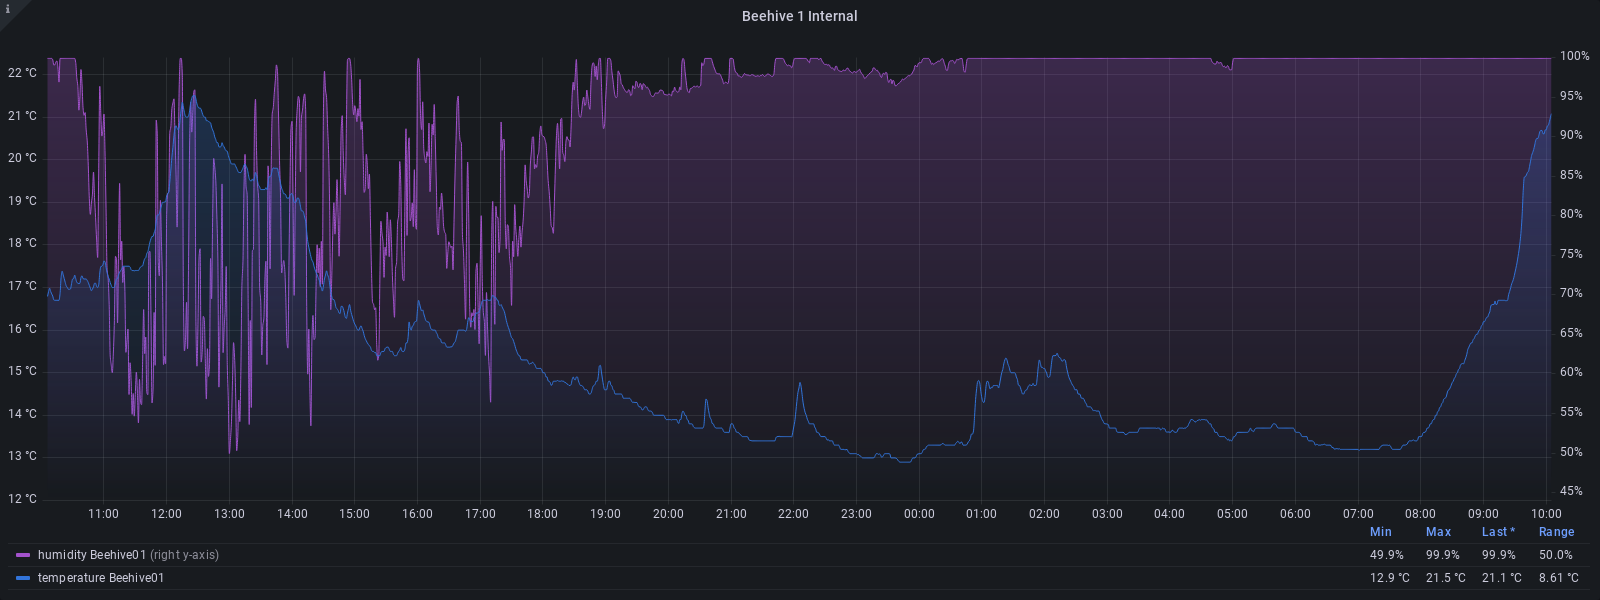 i
Beehive 1 Internal
22 °C
21 °C
20 °C
19 °C
18 °C
17 °C
16 °C
15 °C
14 °C
13 °C
12 °C
100%
95%
90%
85%
80%
75%
70%
65%
60%
55%
50%
45%
11:00 12:00 13:00 14:00 15:00 16:00 17:00 18:00 19:00 20:00 21:00 22:00 23:00 00:00 01:00 02:00 03:00 04:00 05:00 06:00 07:00 08:00 09:00 10:00
Min Max Last * Range
humidity Beehive01 (right y-axis) 49.9% 99.9% 99.9% 50.0%
temperature Beehive01 12.9 °C 21.5 °C 21.1 °C 8.61 °C